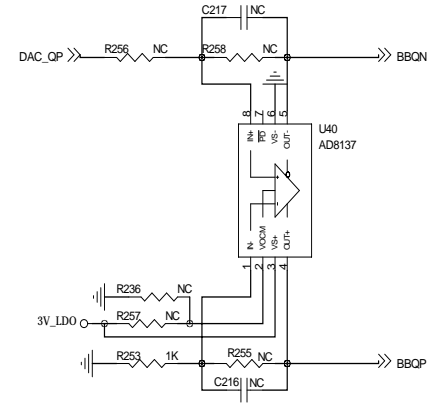 C217 NC
R256 NC R258 NC
DAC_QP BBQN
8 7 6 5
IN+ PD VS- OUT-
U40
AD8137
IN- VOCM VS+ OUT+
1 2 3 4
R236 NC
3V_LDO R257 NC
R253 1K R255 NC BBQP
C216 NC